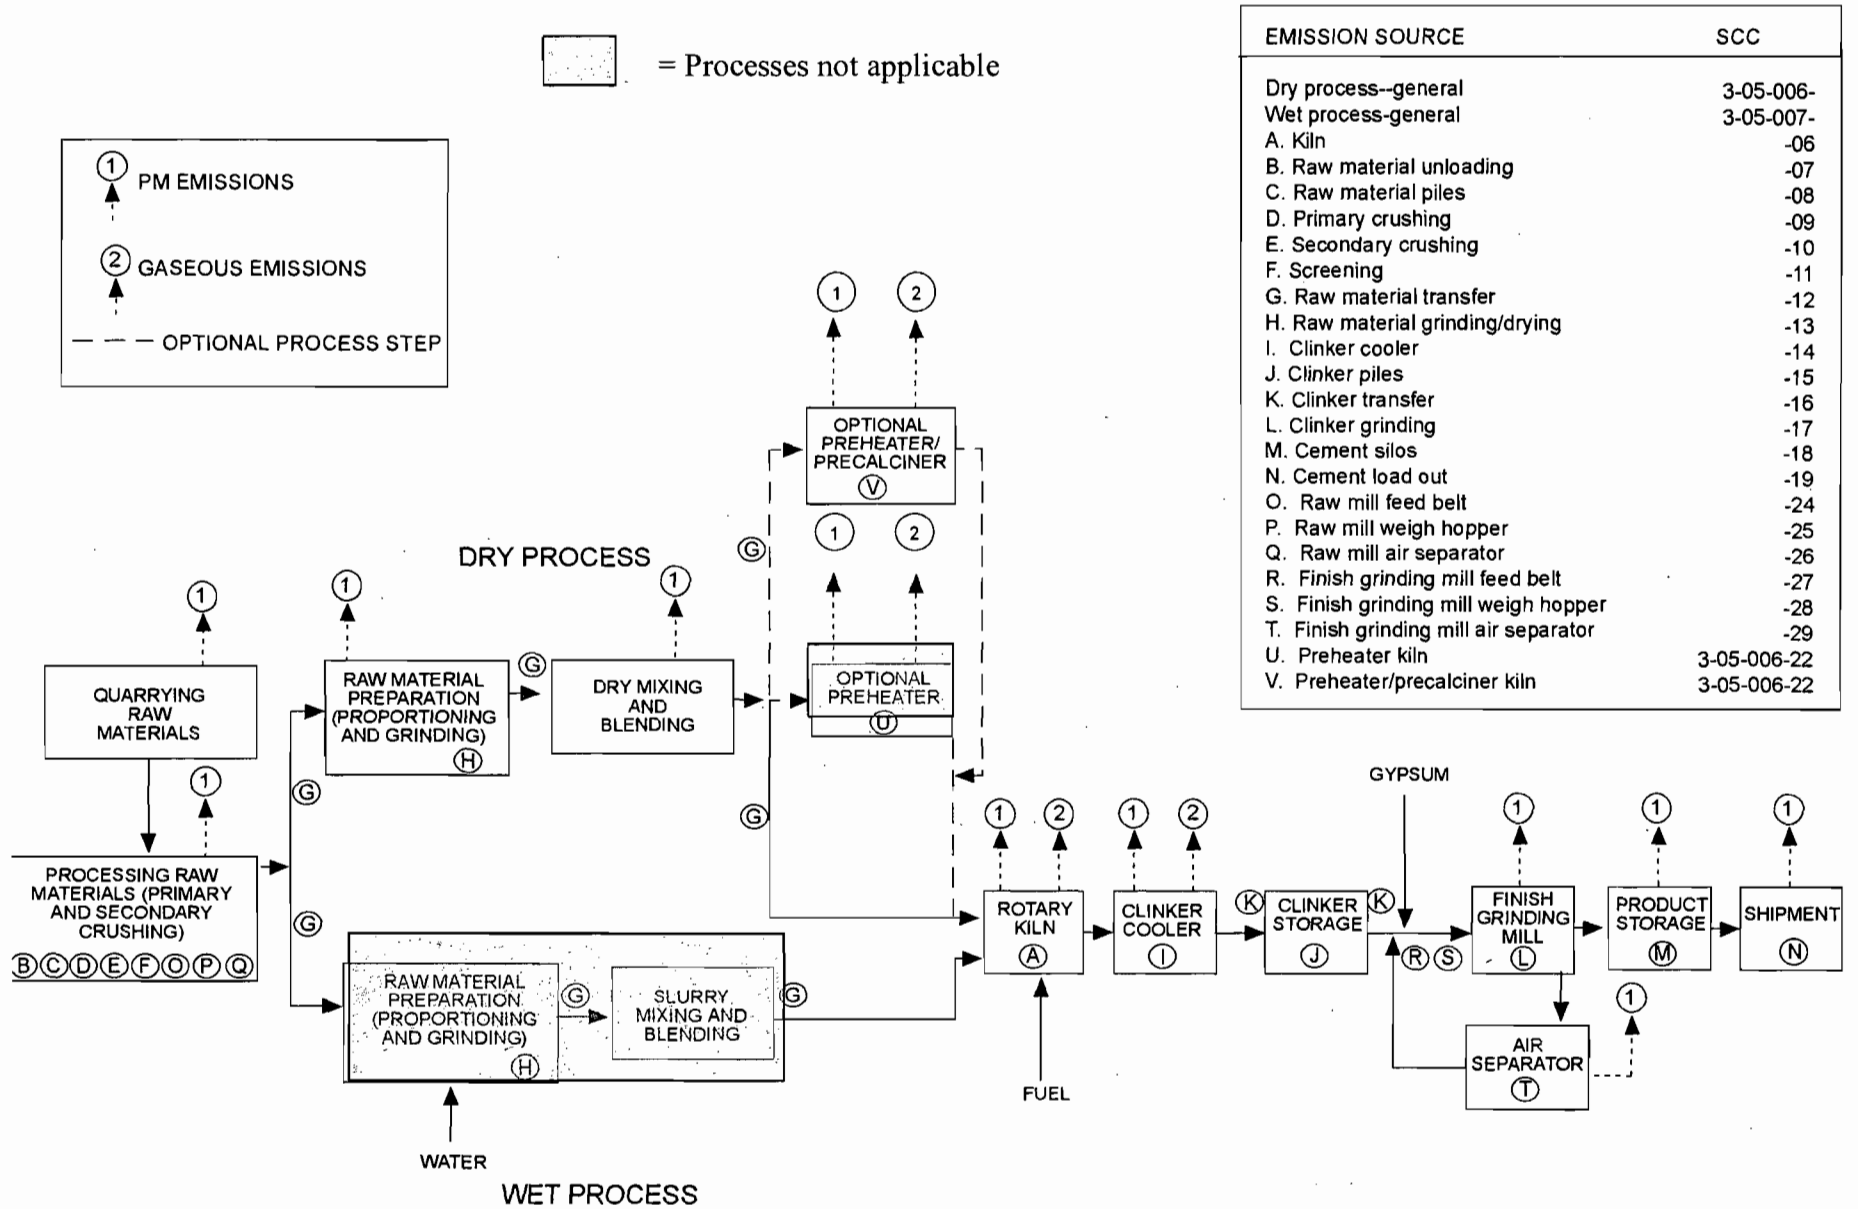 = Processes not applicable
EMISSION SOURCE SCC
Dry process--general 3-05-006-
Wet process-general 3-05-007-
A. Kiln -06
B. Raw material unloading -07
C. Raw material piles -08
D. Primary crushing -09
E. Secondary crushing -10
F. Screening -11
G. Raw material transfer -12
H. Raw material grinding/drying -13
I. Clinker cooler -14
J. Clinker piles -15
K. Clinker transfer -16
L. Clinker grinding -17
M. Cement silos -18
N. Cement load out -19
O. Raw mill feed belt -24
P. Raw mill weigh hopper -25
Q. Raw mill air separator -26
R. Finish grinding mill feed belt -27
S. Finish grinding mill weigh hopper -28
T. Finish grinding mill air separator -29
U. Preheater kiln 3-05-006-22
V. Preheater/precalciner kiln 3-05-006-22
1 PM EMISSIONS
2 GASEOUS EMISSIONS
OPTIONAL PROCESS STEP
1 2
OPTIONAL
PREHEATER/
PRECALCINER
V
1 2
G
DRY PROCESS
1
1
1
QUARRYING
RAW
MATERIALS
RAW MATERIAL
PREPARATION
(PROPORTIONING
AND GRINDING)
H
G
DRY MIXING
AND
BLENDING
OPTIONAL
PREHEATER
U
1
G
G
PROCESSING RAW
MATERIALS (PRIMARY
AND SECONDARY
CRUSHING)
B C D E F O P Q
G
RAW MATERIAL
PREPARATION
(PROPORTIONING
AND GRINDING)
H
G
SLURRY
MIXING AND
BLENDING
G
WATER
WET PROCESS
1 2
ROTARY
KILN
A
FUEL
1 2
CLINKER
COOLER
I
K
CLINKER
STORAGE
J
K
GYPSUM
R S
1
FINISH
GRINDING
MILL
L
1
PRODUCT
STORAGE
M
1
SHIPMENT
N
1
AIR
SEPARATOR
T